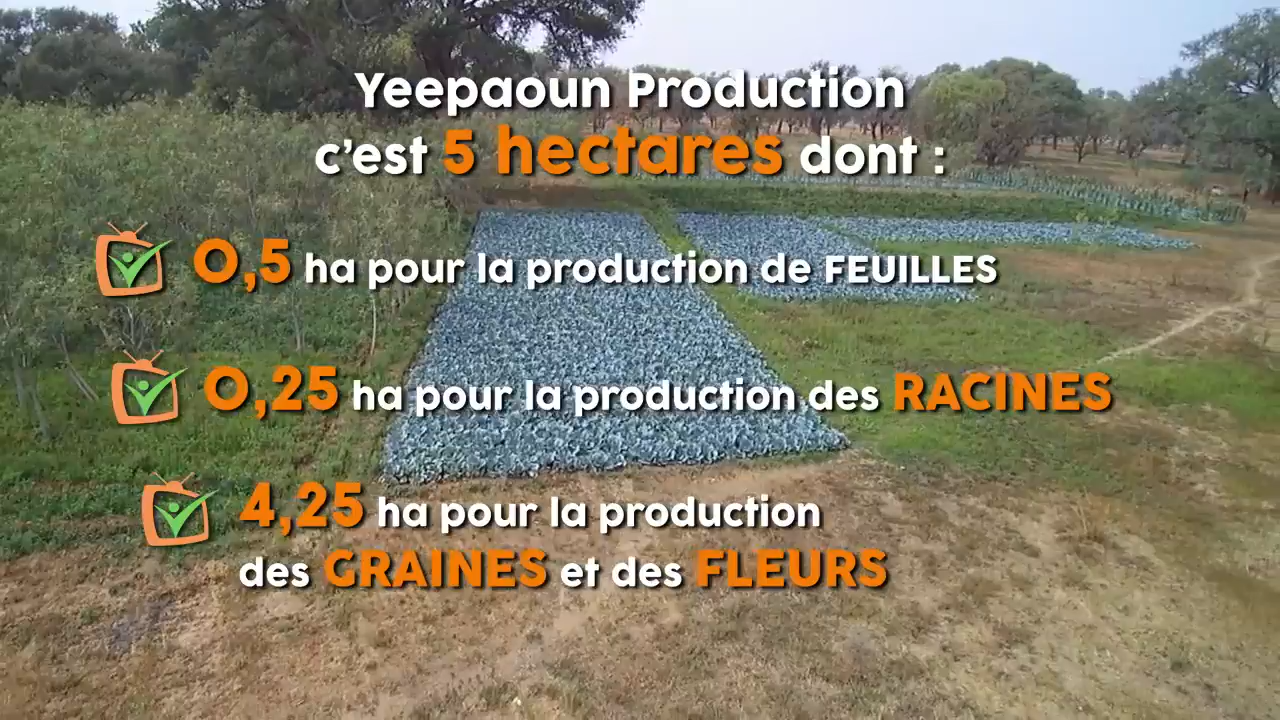 Yeepaoun Production
c'est 5 hectares dont :
0,5 ha pour la production de FEUILLES
0,25 ha pour la production des RACINES
4,25 ha pour la production
des GRAINES et des FLEURS